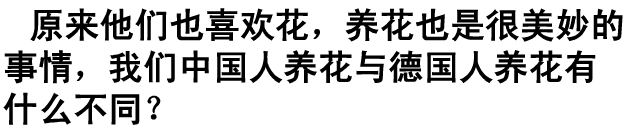 原来他们也喜欢花，养花也是很美妙的
事情，我们中国人养花与德国人养花有
什么不同？